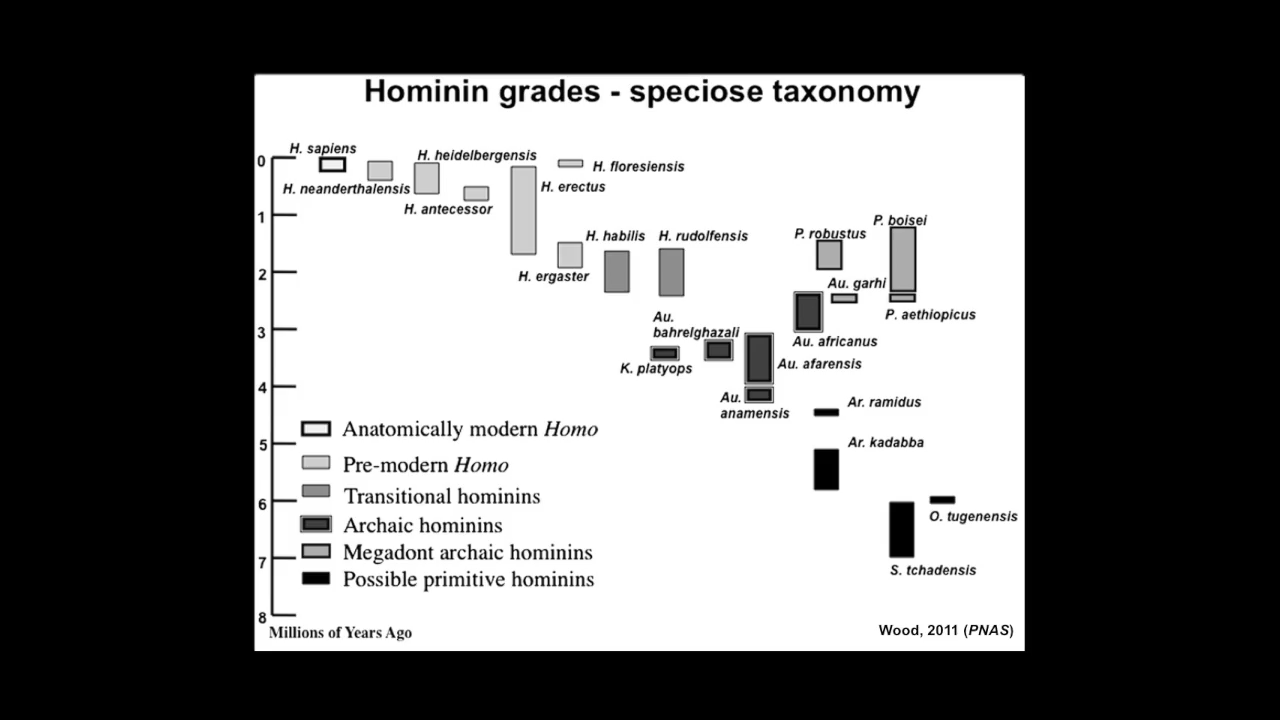 Hominin grades - speciose taxonomy
H. sapiens
H. heidelbergensis
H. floresiensis
0
H. neanderthalensis
H. erectus
H. antecessor
1
P. boisei
H. habilis
H. rudolfensis
P. robustus
2
H. ergaster
Au. garhi
P. aethiopicus
Au.
bahrelghazali
3
Au. africanus
K. platyops
Au. afarensis
4
Au.
anamensis
Ar. ramidus
Anatomically modern Homo
Ar. kadabba
5
Pre-modern Homo
Transitional hominins
6
O. tugenensis
Archaic hominins
Megadont archaic hominins
7
S. tchadensis
Possible primitive hominins
8
Millions of Years Ago
Wood, 2011 (PNAS)